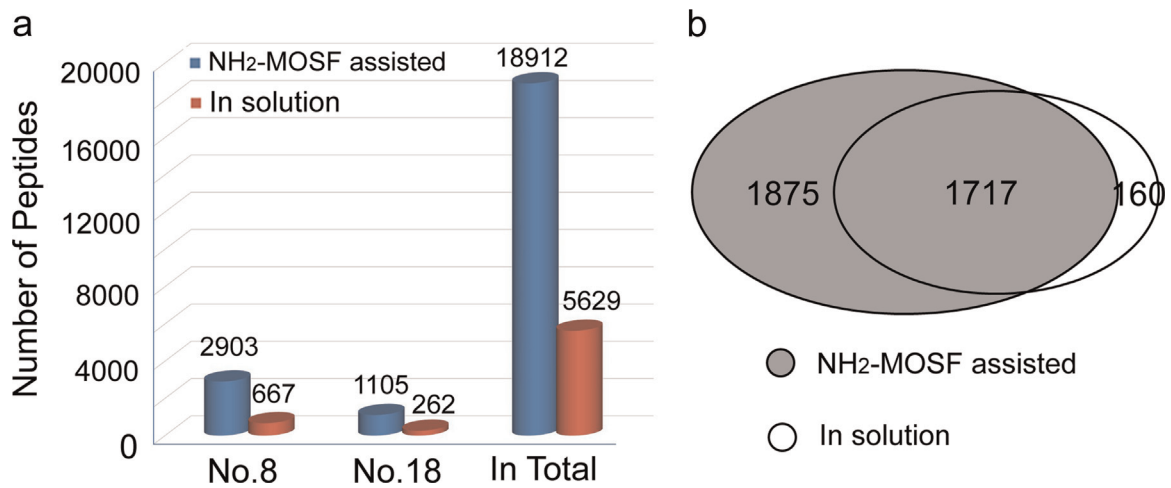 a
NH2-MOSF assisted
In solution
Number of Peptides
20000
16000
12000
8000
4000
0
2903
667
1105
262
18912
5629
No.8
No.18
In Total
b
1875
1717
160
NH2-MOSF assisted
In solution